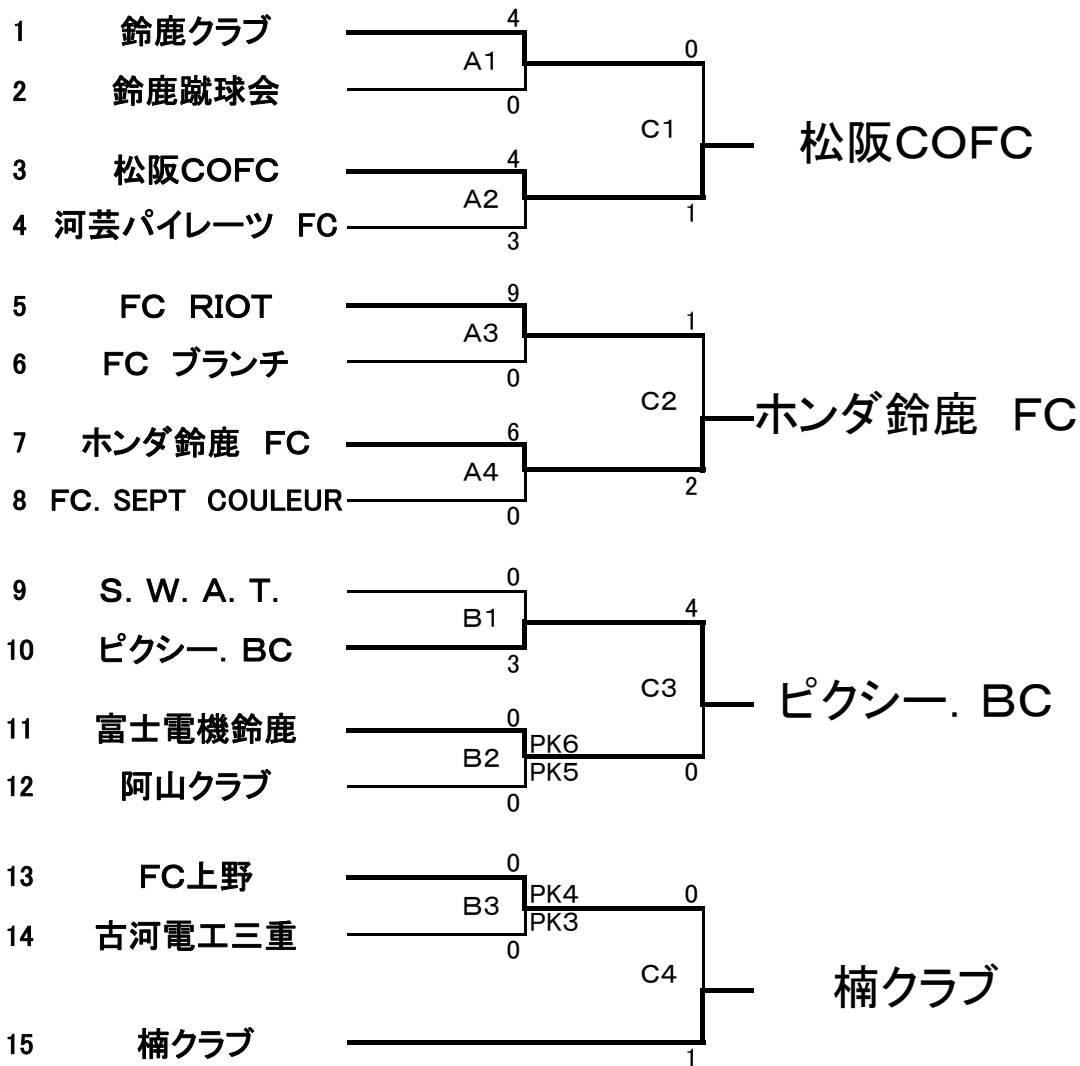 1 鈴鹿クラブ 4
A1 0
2 鈴鹿蹴球会 0
C1 松阪COFC
3 松阪COFC 4
A2 1
4 河芸パイレーツ FC 3
5 FC RIOT 9
A3 1
6 FC ブランチ 0
C2 ホンダ鈴鹿 FC
7 ホンダ鈴鹿 FC 6
A4 2
8 FC. SEPT COULEUR 0
9 S. W. A. T. 0
B1 4
10 ピクシー. BC 3
C3 ピクシー. BC
11 富士電機鈴鹿 0
PK6
B2 PK5 0
12 阿山クラブ 0
13 FC上野 0
PK4 0
B3 PK3
14 古河電工三重 0
C4 楠クラブ
15 楠クラブ 1